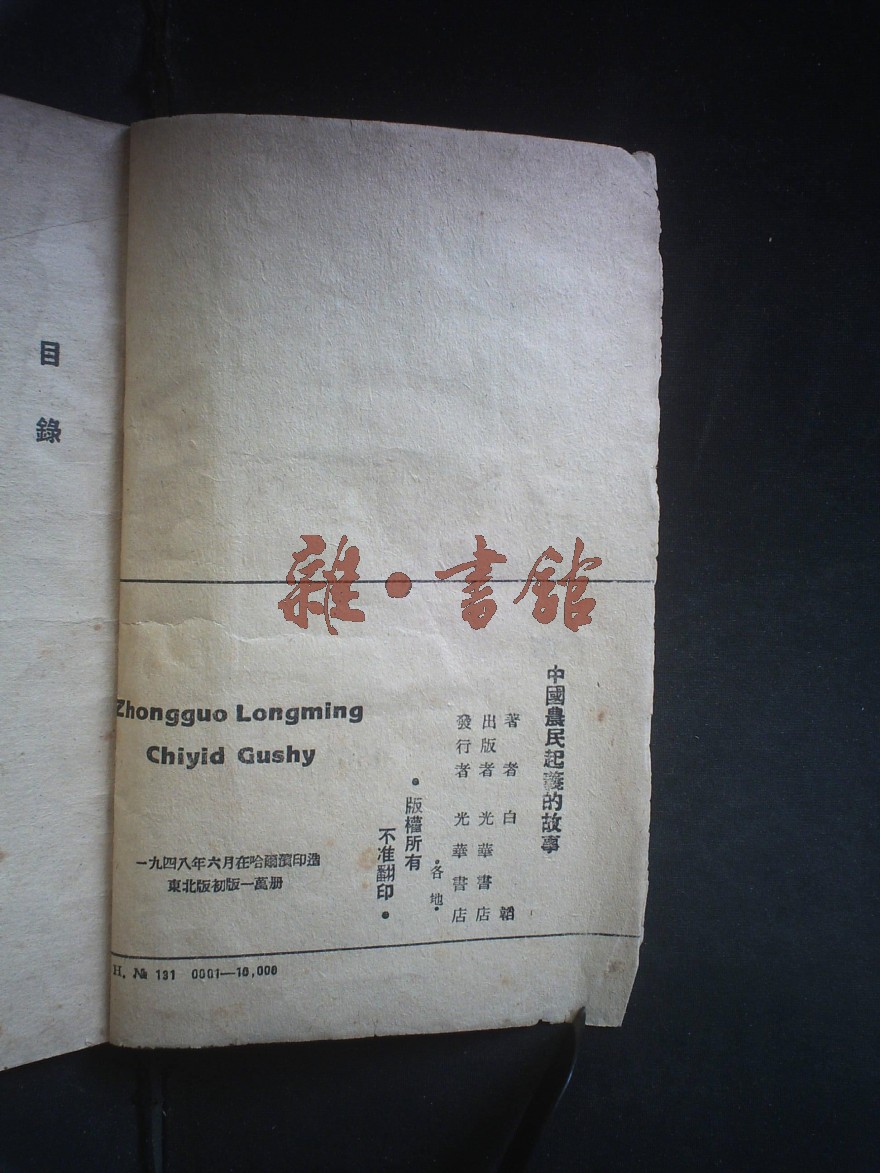 目錄
雜·書館
中國農民起義的故事
著者 白韜
出版者 光華書店
發行者 光華書店
·各地·
·版權所有
不准翻印·
Zhongguo Longming
Chiyid Gushy
一九四八年六月在哈爾濱印造
東北版初版一萬册
H. № 131 0001—10,000